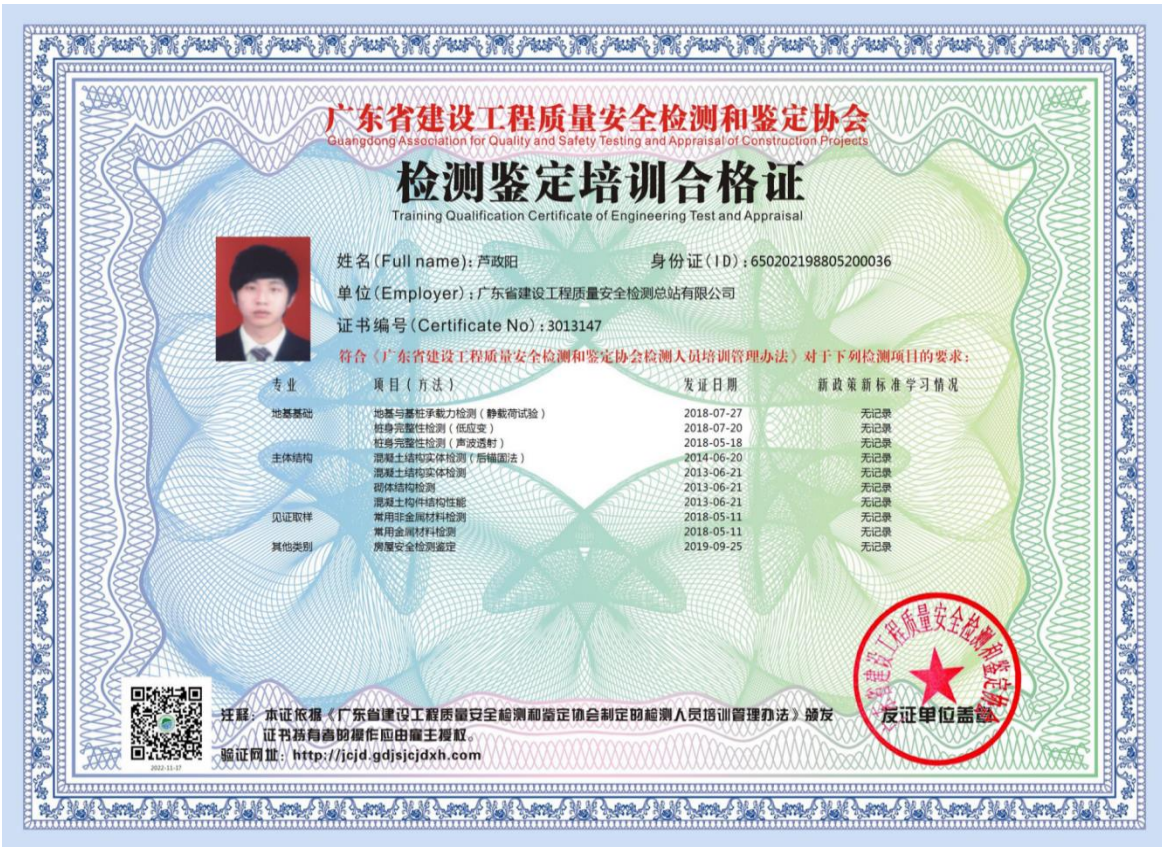 广东省建设工程质量安全检测和鉴定协会
Guangdong Association for Quality and Safety Testing and Appraisal of Construction Projects
检测鉴定培训合格证
Training Qualification Certificate of Engineering Test and Appraisal
姓名(Full name): 芦政阳 身份证(ID): 650202198805200036
单位(Employer): 广东省建设工程质量安全检测总站有限公司
证书编号(Certificate No): 3013147
符合《广东省建设工程质量安全检测和鉴定协会检测人员培训管理办法》对于下列检测项目的要求:
专业 项目(方法) 发证日期 新政策新标准学习情况
地基基础 地基与基桩承载力检测(静载荷试验) 2018-07-27 无记录
桩身完整性检测(低应变) 2018-07-20 无记录
桩身完整性检测(声波透射) 2018-05-18 无记录
主体结构 混凝土结构实体检测(后锚固法) 2014-06-20 无记录
混凝土结构实体检测 2013-06-21 无记录
砌体结构检测 2013-06-21 无记录
混凝土构件结构性能 2013-06-21 无记录
见证取样 常用非金属材料检测 2018-05-11 无记录
常用金属材料检测 2018-05-11 无记录
其他类别 房屋安全检测鉴定 2019-09-25 无记录
广东省建设工程质量安全检测和鉴定协会
发证单位盖章
注释: 本证依据《广东省建设工程质量安全检测和鉴定协会制定的检测人员培训管理办法》颁发
证书持有者的操作应由雇主授权。
验证网址: http://jcjd.gdjsjcjdxh.com
2022-11-17